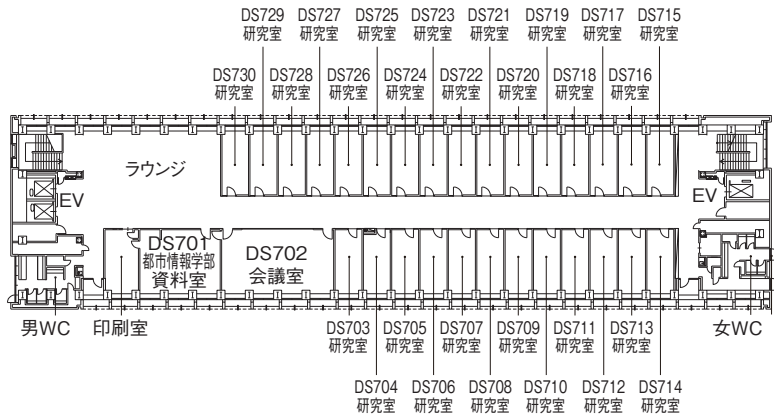 DS729
研究室
DS727
研究室
DS725
研究室
DS723
研究室
DS721
研究室
DS719
研究室
DS717
研究室
DS715
研究室
DS730
研究室
DS728
研究室
DS726
研究室
DS724
研究室
DS722
研究室
DS720
研究室
DS718
研究室
DS716
研究室
ラウンジ
EV
EV
DS701
都市情報学部
資料室
DS702
会議室
男WC
印刷室
女WC
DS703
研究室
DS705
研究室
DS707
研究室
DS709
研究室
DS711
研究室
DS713
研究室
DS704
研究室
DS706
研究室
DS708
研究室
DS710
研究室
DS712
研究室
DS714
研究室